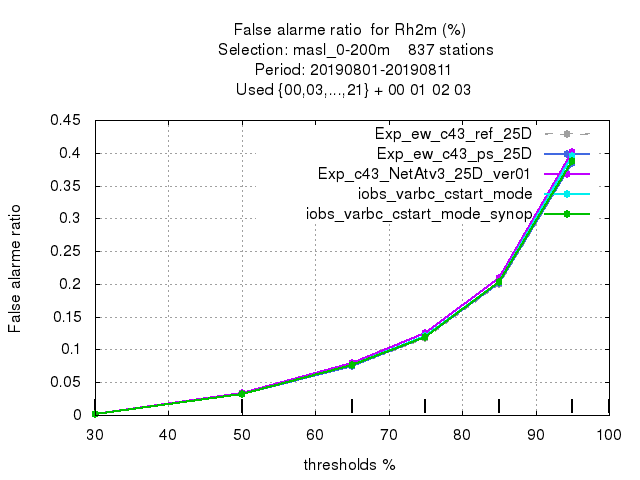 False alarme ratio  for Rh2m (%)
Selection: masl_0-200m    837 stations
Period: 20190801-20190811
Used {00,03,...,21} + 00 01 02 03
Exp_ew_c43_ref_25D
Exp_ew_c43_ps_25D
Exp_c43_NetAtv3_25D_ver01
iobs_varbc_cstart_mode
iobs_varbc_cstart_mode_synop
False alarme ratio
0.45
0.4
0.35
0.3
0.25
0.2
0.15
0.1
0.05
0
30 40 50 60 70 80 90 100
thresholds %